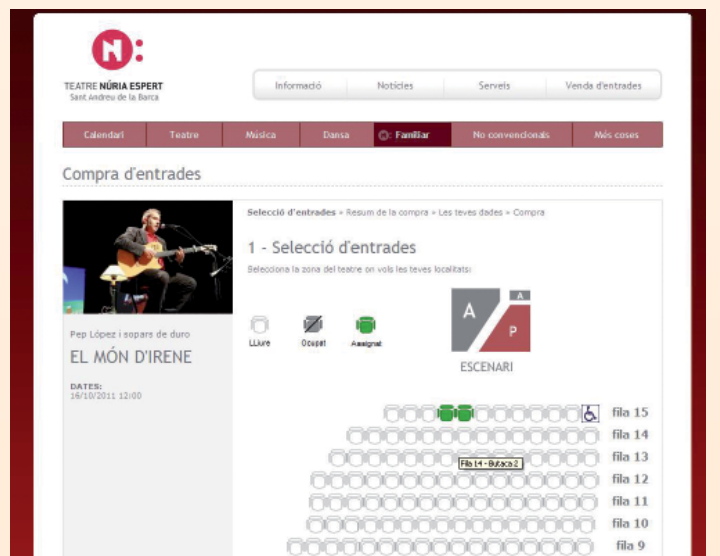 N:
TEATRE NÚRIA ESPERT
Sant Andreu de la Barca
Informació Notícies Serveis Venda d'entrades
Calendari Teatre Música Dansa N: Familiar No convencionals Més coses
Compra d'entrades
Selecció d'entrades » Resum de la compra » Les teves dades » Compra
1 - Selecció d'entrades
Selecciona la zona del teatre on vols les teves localitats:
Lliure Ocupat Assignat
A A P
ESCENARI
Pep López i sopars de duro
EL MÓN D'IRENE
DATES:
16/10/2011 12:00
fila 15
fila 14
fila 13
Fila 14 - Butaca 2
fila 12
fila 11
fila 10
fila 9